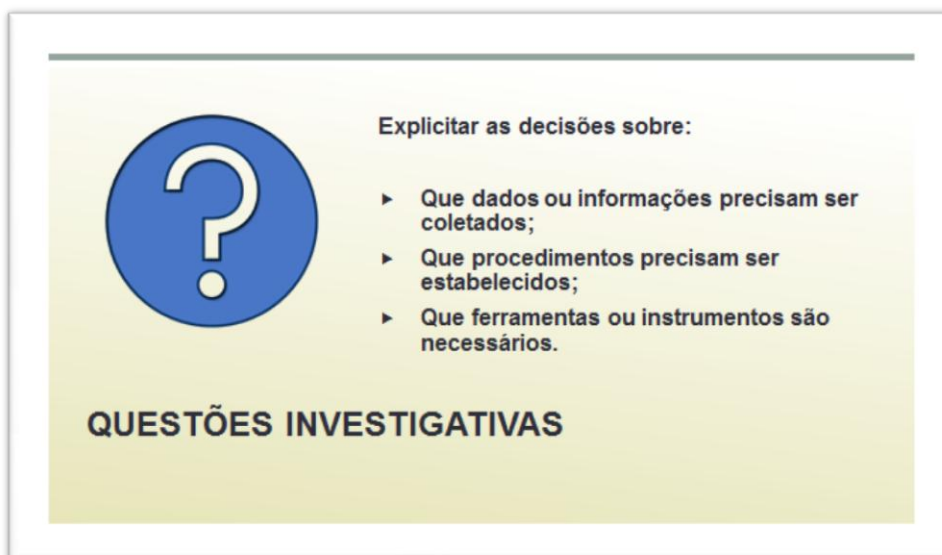 Explicitar as decisões sobre:
► Que dados ou informações precisam ser
coletados;
► Que procedimentos precisam ser
estabelecidos;
► Que ferramentas ou instrumentos são
necessários.
QUESTÕES INVESTIGATIVAS